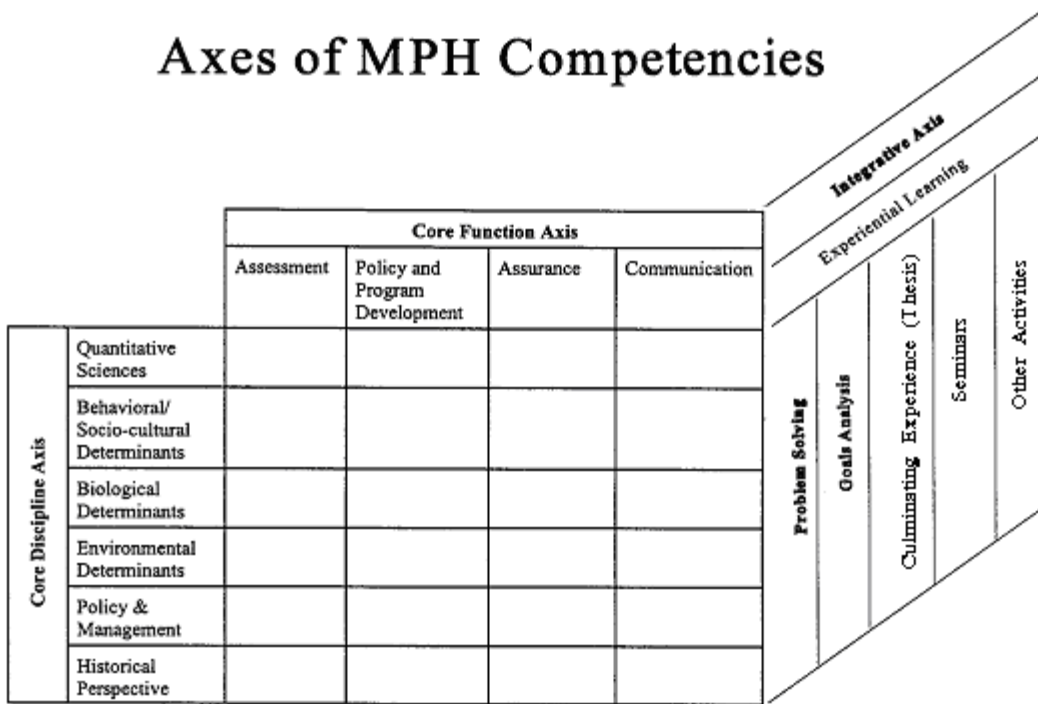 Axes of MPH Competencies
Integrative Axis
Experiential Learning
Core Function Axis
Assessment
Policy and
Program
Development
Assurance
Communication
Core Discipline Axis
Quantitative
Sciences
Behavioral/
Socio-cultural
Determinants
Biological
Determinants
Environmental
Determinants
Policy &
Management
Historical
Perspective
Problem Solving
Goals Analysis
Culminating Experience (Thesis)
Seminars
Other Activities